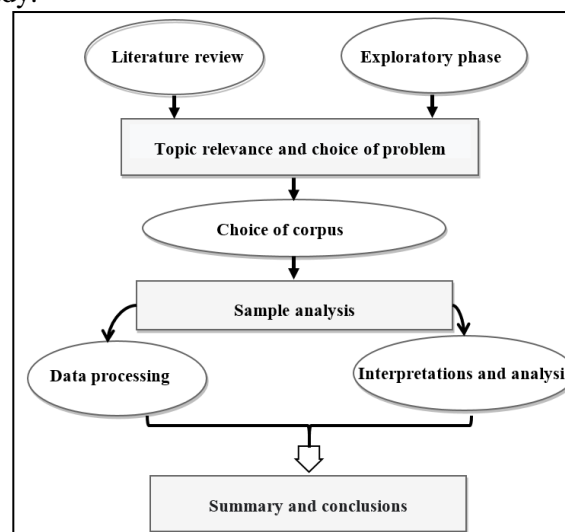 Literature review
Exploratory phase
Topic relevance and choice of problem
Choice of corpus
Sample analysis
Data processing
Interpretations and analysi
Summary and conclusions